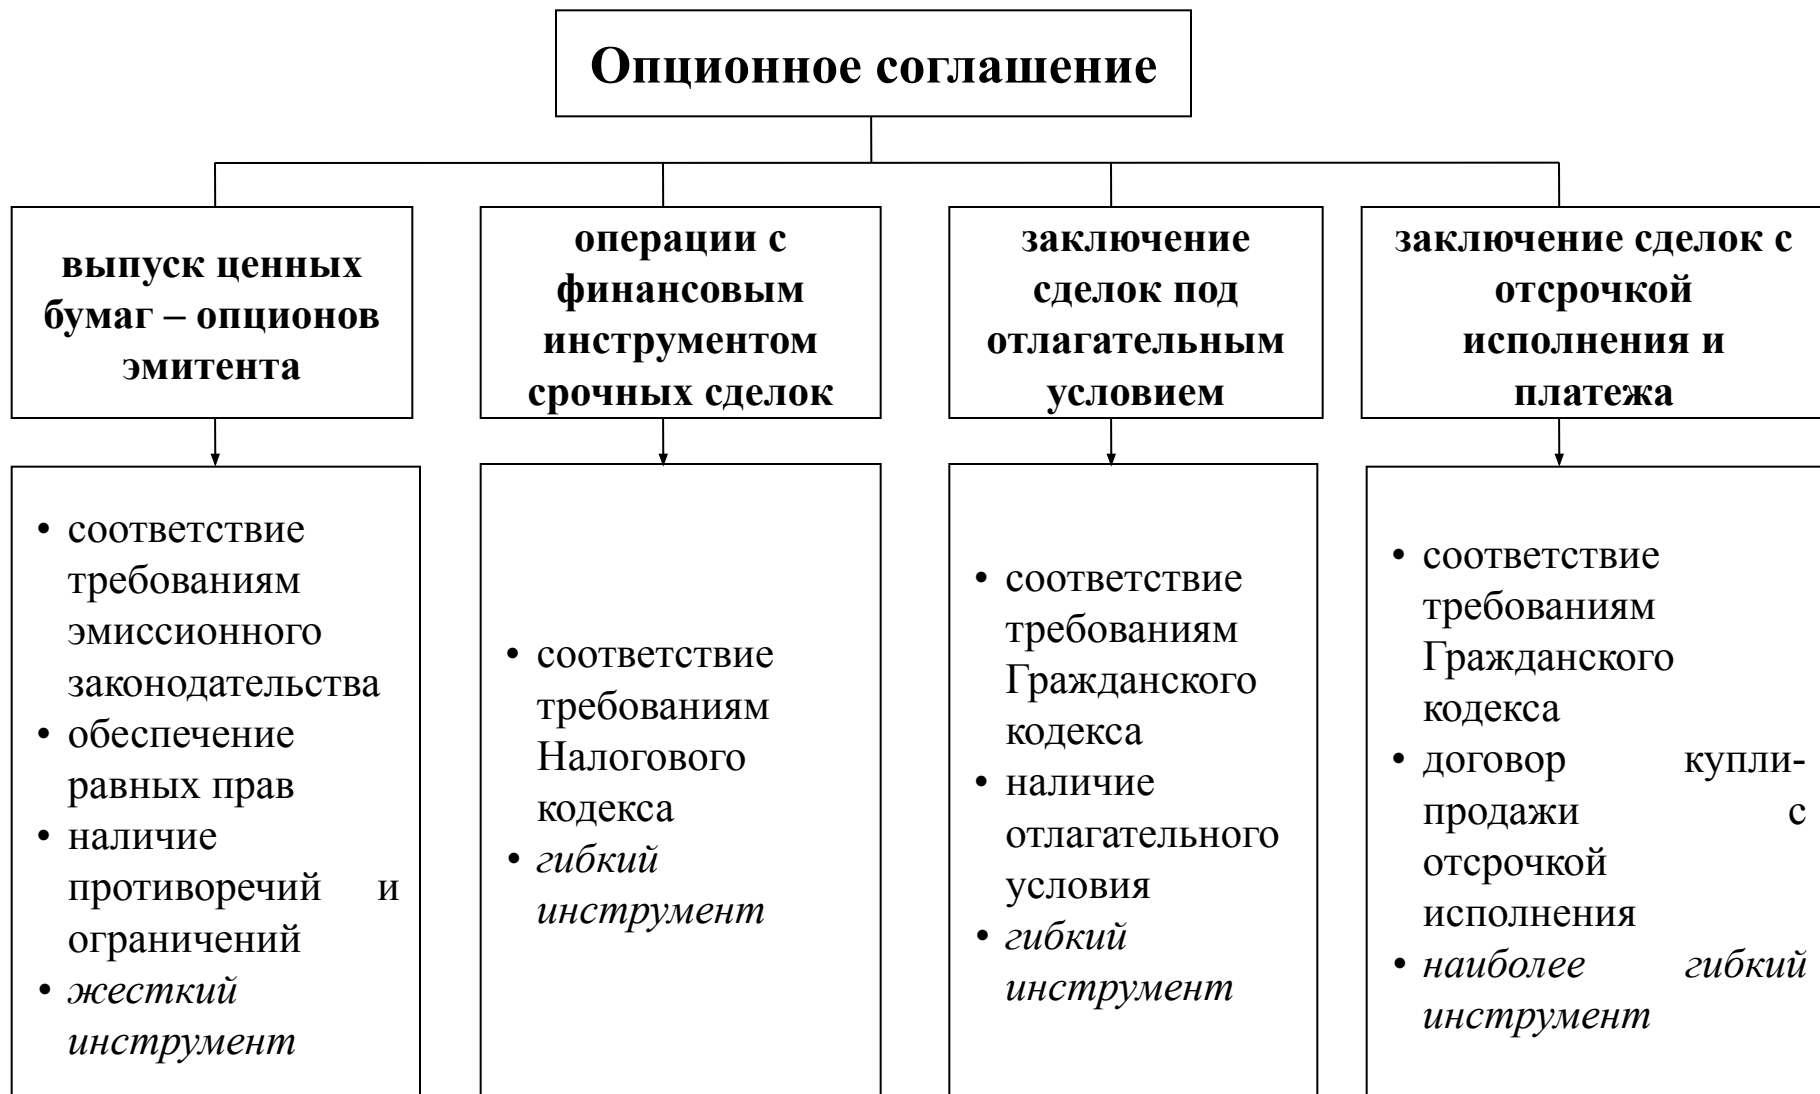 Опционное соглашение
выпуск ценных
бумаг – опционов
эмитента
операции с
финансовым
инструментом
срочных сделок
заключение
сделок под
отлагательным
условием
заключение сделок с
отсрочкой
исполнения и
платежа
• соответствие
требованиям
эмиссионного
законодательства
• обеспечение
равных прав
• наличие
противоречий и
ограничений
• жесткий
инструмент
• соответствие
требованиям
Налогового
кодекса
• гибкий
инструмент
• соответствие
требованиям
Гражданского
кодекса
• наличие
отлагательного
условия
• гибкий
инструмент
• соответствие
требованиям
Гражданского
кодекса
• договор купли-
продажи с
отсрочкой
исполнения
• наиболее гибкий
инструмент